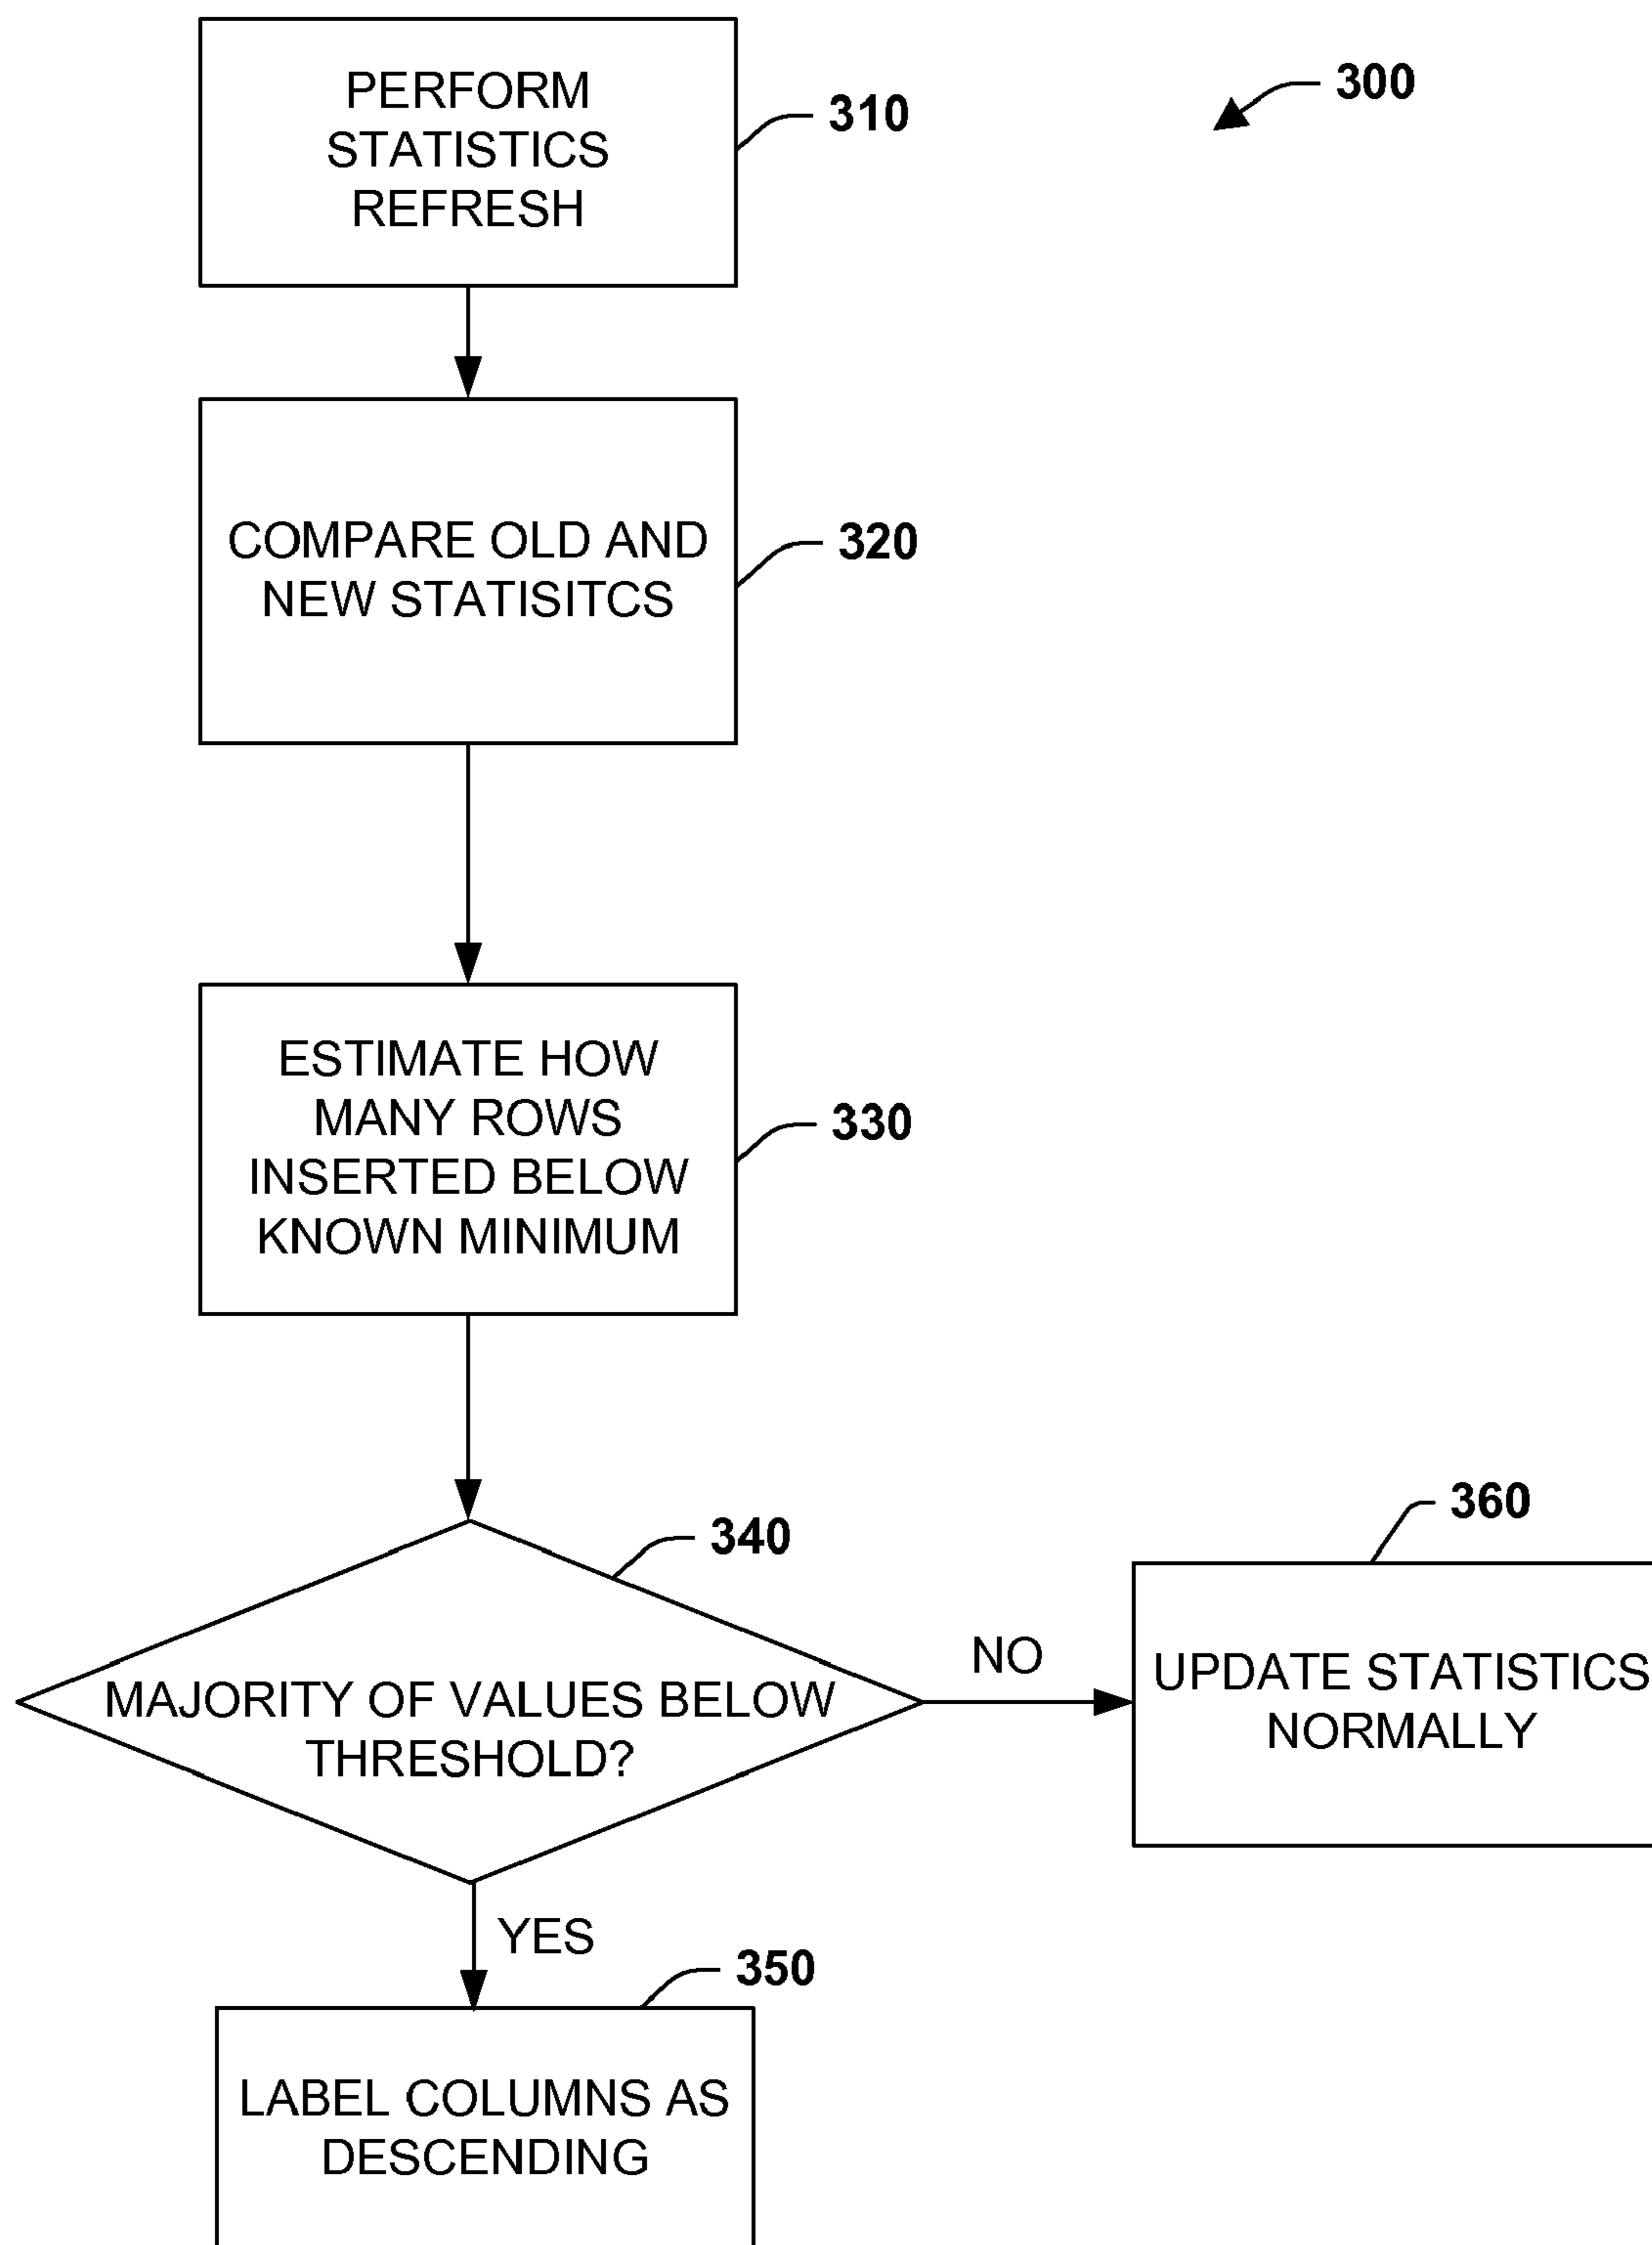 PERFORM
STATISTICS
REFRESH
310
300
COMPARE OLD AND
NEW STATISITCS
320
ESTIMATE HOW
MANY ROWS
INSERTED BELOW
KNOWN MINIMUM
330
340
MAJORITY OF VALUES BELOW
THRESHOLD?
NO
360
UPDATE STATISTICS
NORMALLY
YES
350
LABEL COLUMNS AS
DESCENDING